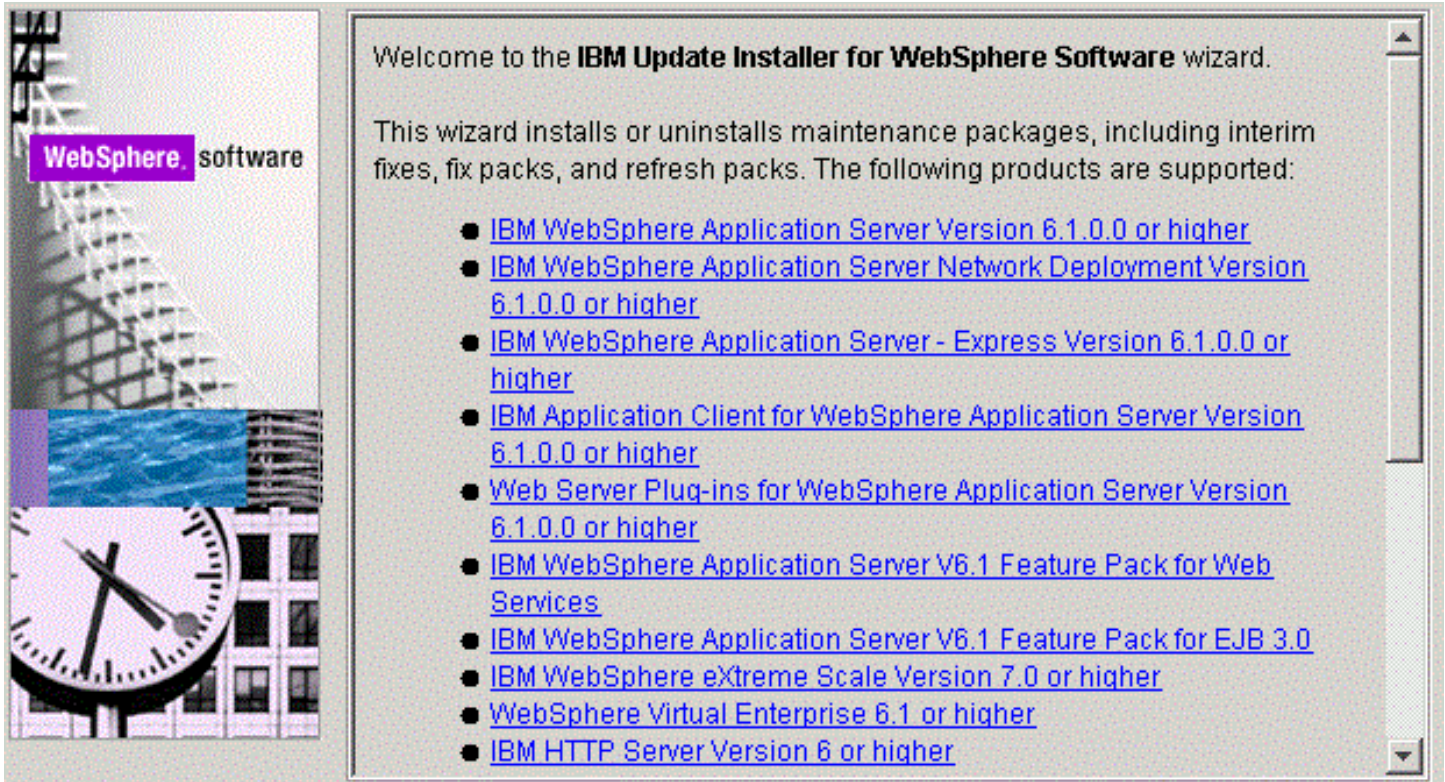 WebSphere. software
Welcome to the IBM Update Installer for WebSphere Software wizard.
This wizard installs or uninstalls maintenance packages, including interim
fixes, fix packs, and refresh packs. The following products are supported:
IBM WebSphere Application Server Version 6.1.0.0 or higher
IBM WebSphere Application Server Network Deployment Version
6.1.0.0 or higher
IBM WebSphere Application Server - Express Version 6.1.0.0 or
higher
IBM Application Client for WebSphere Application Server Version
6.1.0.0 or higher
Web Server Plug-ins for WebSphere Application Server Version
6.1.0.0 or higher
IBM WebSphere Application Server V6.1 Feature Pack for Web
Services
IBM WebSphere Application Server V6.1 Feature Pack for EJB 3.0
IBM WebSphere eXtreme Scale Version 7.0 or higher
WebSphere Virtual Enterprise 6.1 or higher
IBM HTTP Server Version 6 or higher